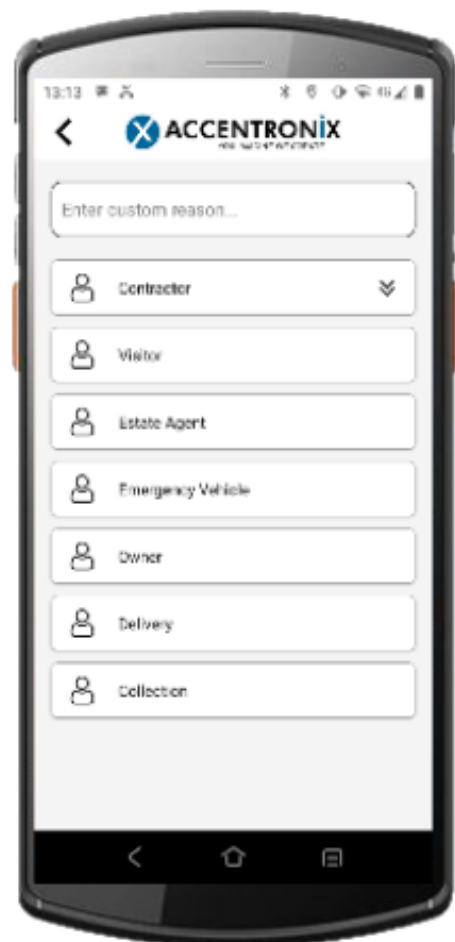 13:13
ACCENTRONIX
Enter custom reason...
Contractor
Visitor
Estate Agent
Emergency Vehicle
Owner
Delivery
Collection